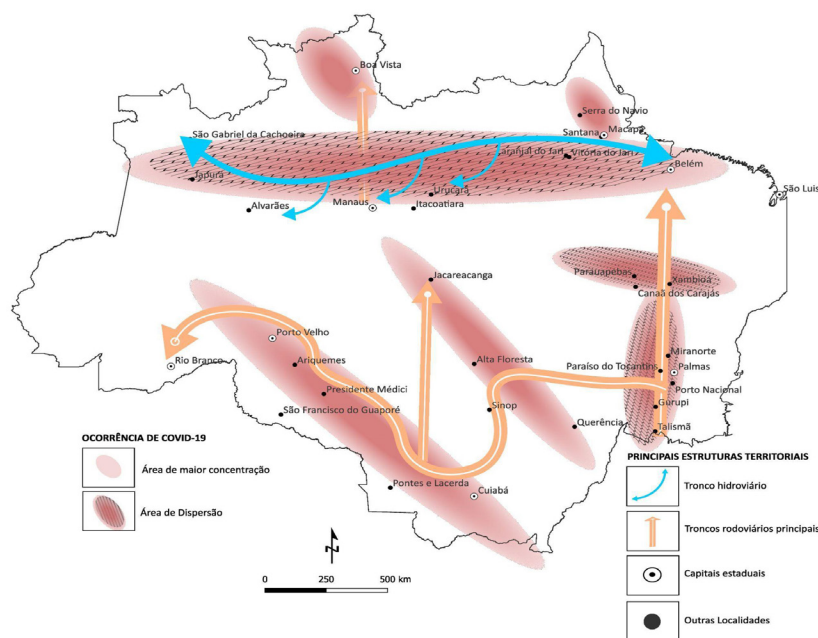 Boa Vista
Serra do Navio
Santana
Macapá
São Gabriel da Cachoeira
Laranjal do Jari
Vitória do Jari
Belém
Japurá
Urucará
São Luis
Alvarães
Manaus
Itacoatiara
Jacareacanga
Parauapebas
Xambioá
Canaã dos Carajás
Porto Velho
Rio Branco
Ariquemes
Alta Floresta
Miranorte
Paraíso do Tocantins
Palmas
Presidente Médici
Porto Nacional
São Francisco do Guaporé
Sinop
Gurupi
Querência
Talismã
Pontes e Lacerda
Cuiabá
OCORRÊNCIA DE COVID-19
Área de maior concentração
Área de Dispersão
N
0 250 500 km
PRINCIPAIS ESTRUTURAS TERRITORIAIS
Tronco hidroviário
Troncos rodoviários principais
Capitais estaduais
Outras Localidades